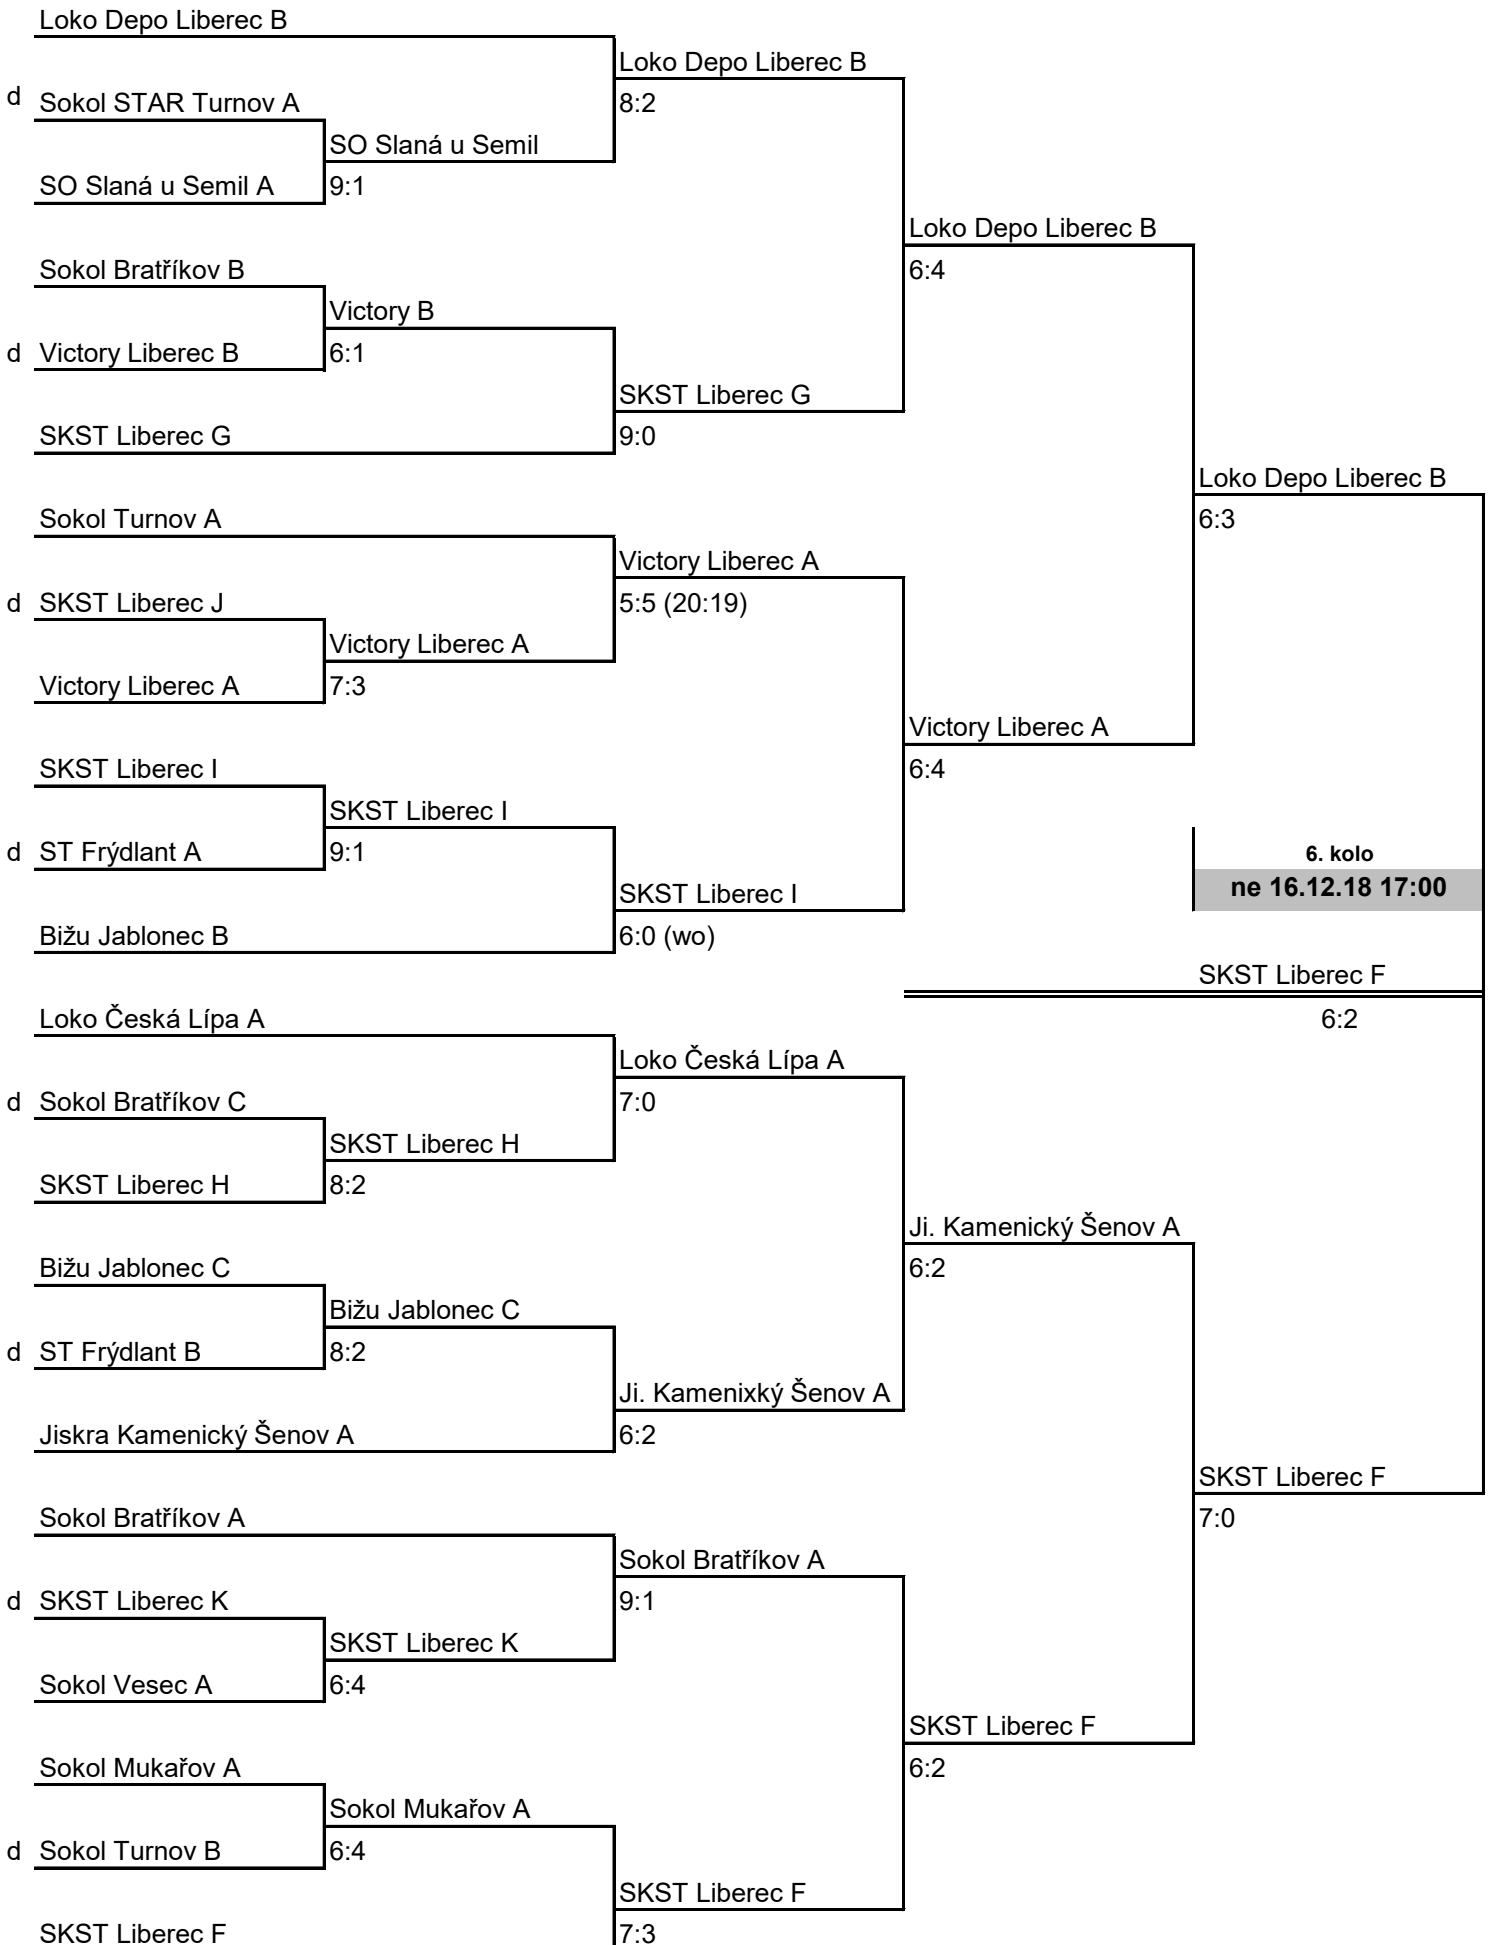 Loko Depo Liberec B
Loko Depo Liberec B
d Sokol STAR Turnov A
8:2
SO Slaná u Semil
SO Slaná u Semil A
9:1
Loko Depo Liberec B
Sokol Bratříkov B
6:4
Victory B
d Victory Liberec B
6:1
SKST Liberec G
SKST Liberec G
9:0
Loko Depo Liberec B
Sokol Turnov A
6:3
Victory Liberec A
d SKST Liberec J
5:5 (20:19)
Victory Liberec A
Victory Liberec A
7:3
Victory Liberec A
SKST Liberec I
6:4
SKST Liberec I
d ST Frýdlant A
9:1
6. kolo
ne 16.12.18 17:00
SKST Liberec I
Bižu Jablonec B
6:0 (wo)
SKST Liberec F
Loko Česká Lípa A
6:2
Loko Česká Lípa A
d Sokol Bratříkov C
7:0
SKST Liberec H
SKST Liberec H
8:2
Ji. Kamenický Šenov A
Bižu Jablonec C
6:2
Bižu Jablonec C
d ST Frýdlant B
8:2
Ji. Kamenixký Šenov A
Jiskra Kamenický Šenov A
6:2
SKST Liberec F
Sokol Bratříkov A
7:0
Sokol Bratříkov A
d SKST Liberec K
9:1
SKST Liberec K
Sokol Vesec A
6:4
SKST Liberec F
Sokol Mukařov A
6:2
Sokol Mukařov A
d Sokol Turnov B
6:4
SKST Liberec F
SKST Liberec F
7:3